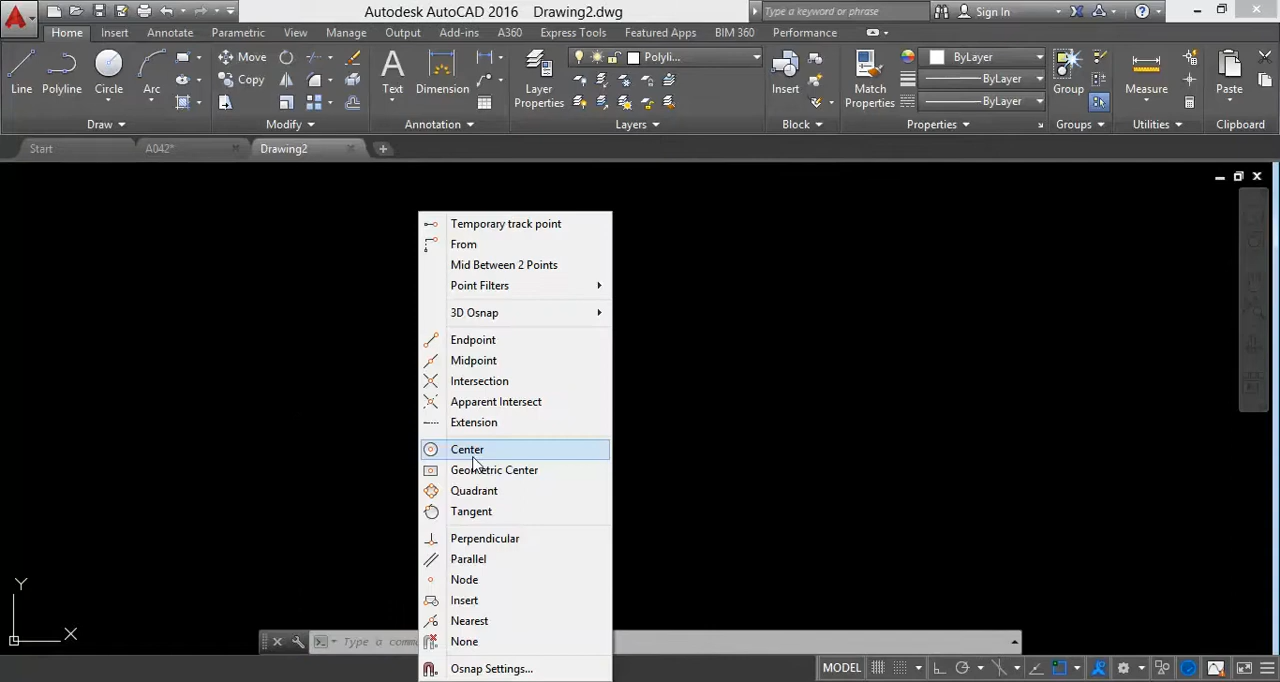 Autodesk AutoCAD 2016 Drawing2.dwg
Type a keyword or phrase
Sign In
Home Insert Annotate Parametric View Manage Output Add-ins A360 Express Tools Featured Apps BIM 360 Performance
Move
Copy
Polyli...
ByLayer
ByLayer
ByLayer
Line Polyline Circle Arc
Text Dimension
Layer
Properties
Insert
Match
Properties
Group
Measure
Paste
Draw Modify Annotation Layers Block Properties Groups Utilities Clipboard
Start A042* Drawing2
Temporary track point
From
Mid Between 2 Points
Point Filters
3D Osnap
Endpoint
Midpoint
Intersection
Apparent Intersect
Extension
Center
Geometric Center
Quadrant
Tangent
Perpendicular
Parallel
Node
Insert
Nearest
None
Osnap Settings...
Y
X
Type a comm
MODEL